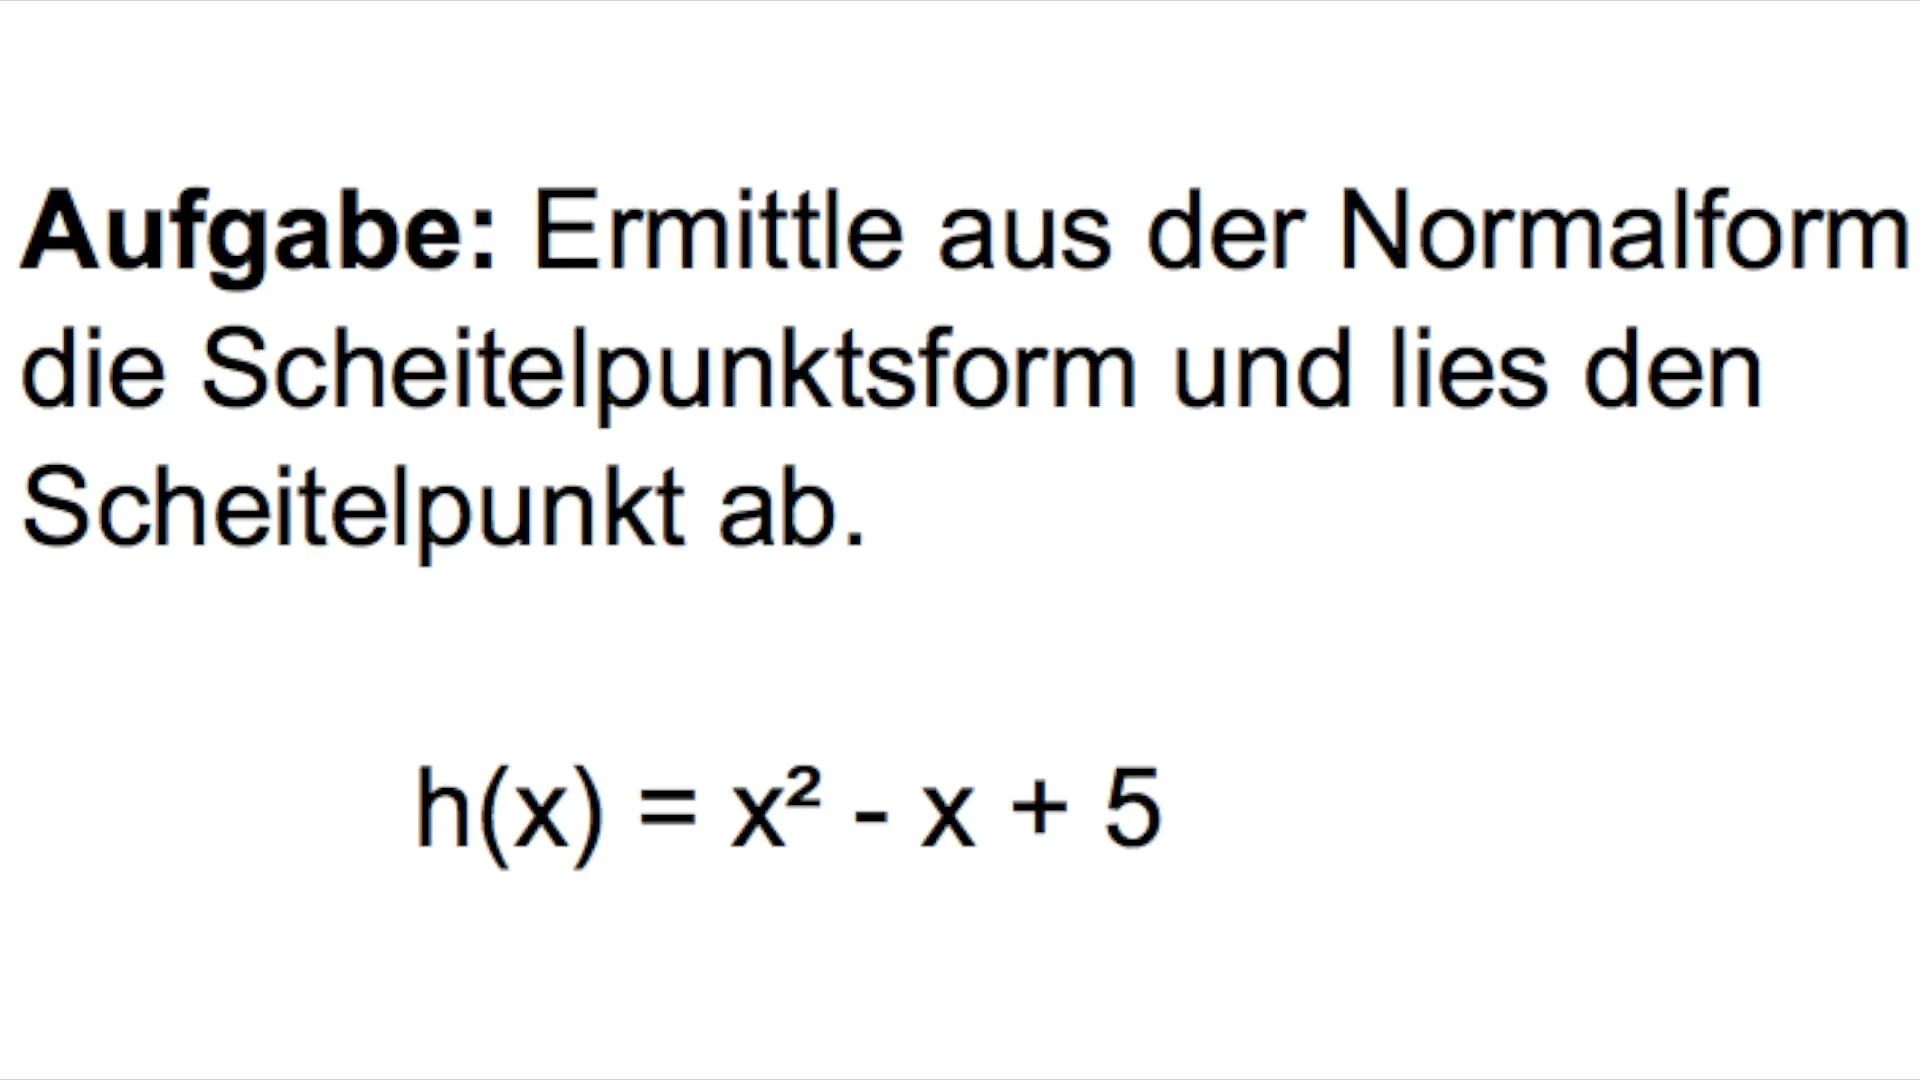 Aufgabe: Ermittle aus der Normalform
die Scheitelpunktsform und lies den
Scheitelpunkt ab.
h(x) = x² - x + 5